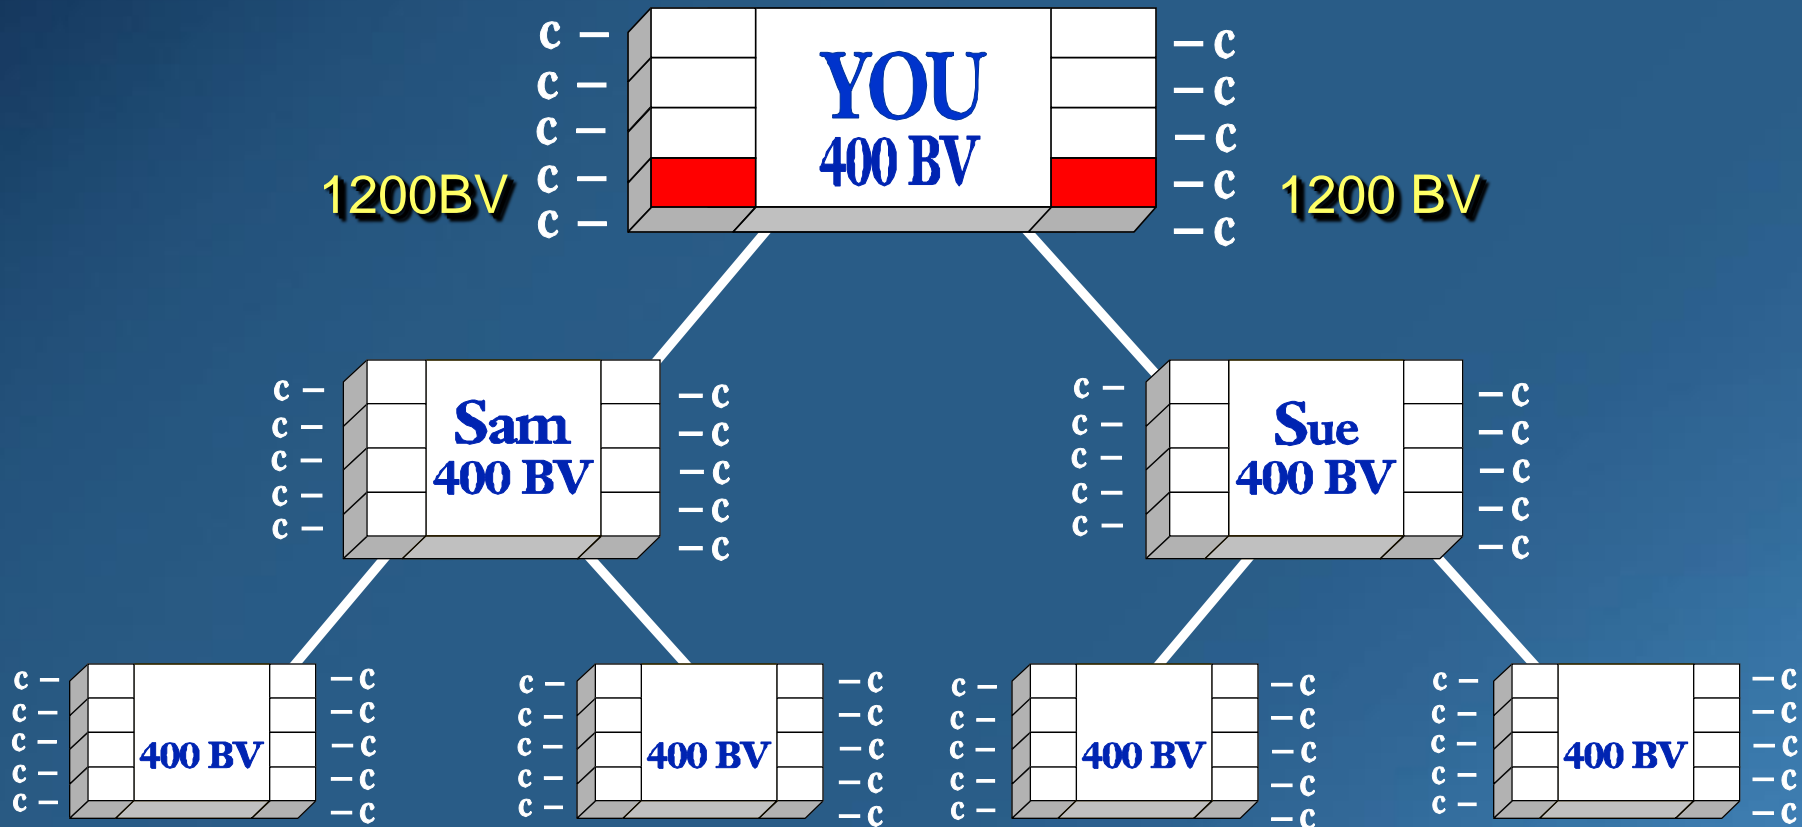 c – YOU – c
c – 400 BV – c
c – – c
1200BV c – – c 1200 BV
c – – c
c – Sam – c c – Sue – c
c – 400 BV – c c – 400 BV – c
c – – c c – – c
c – – c c – – c
c – – c c – – c
c – 400 BV – c c – 400 BV – c c – 400 BV – c c – 400 BV – c
c – – c c – – c c – – c c – – c
c – – c c – – c c – – c c – – c
c – – c c – – c c – – c c – – c
c – – c c – – c c – – c c – – c